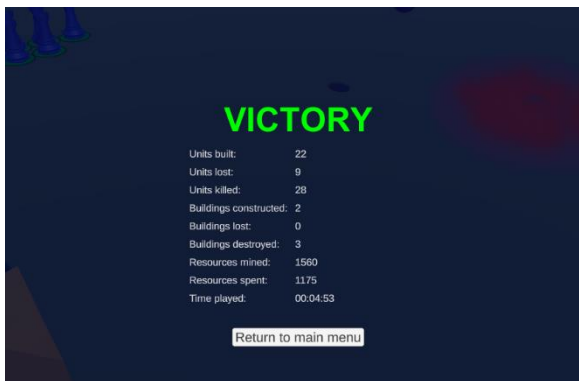 VICTORY
Units built: 22
Units lost: 9
Units killed: 28
Buildings constructed: 2
Buildings lost: 0
Buildings destroyed: 3
Resources mined: 1560
Resources spent: 1175
Time played: 00:04:53
Return to main menu